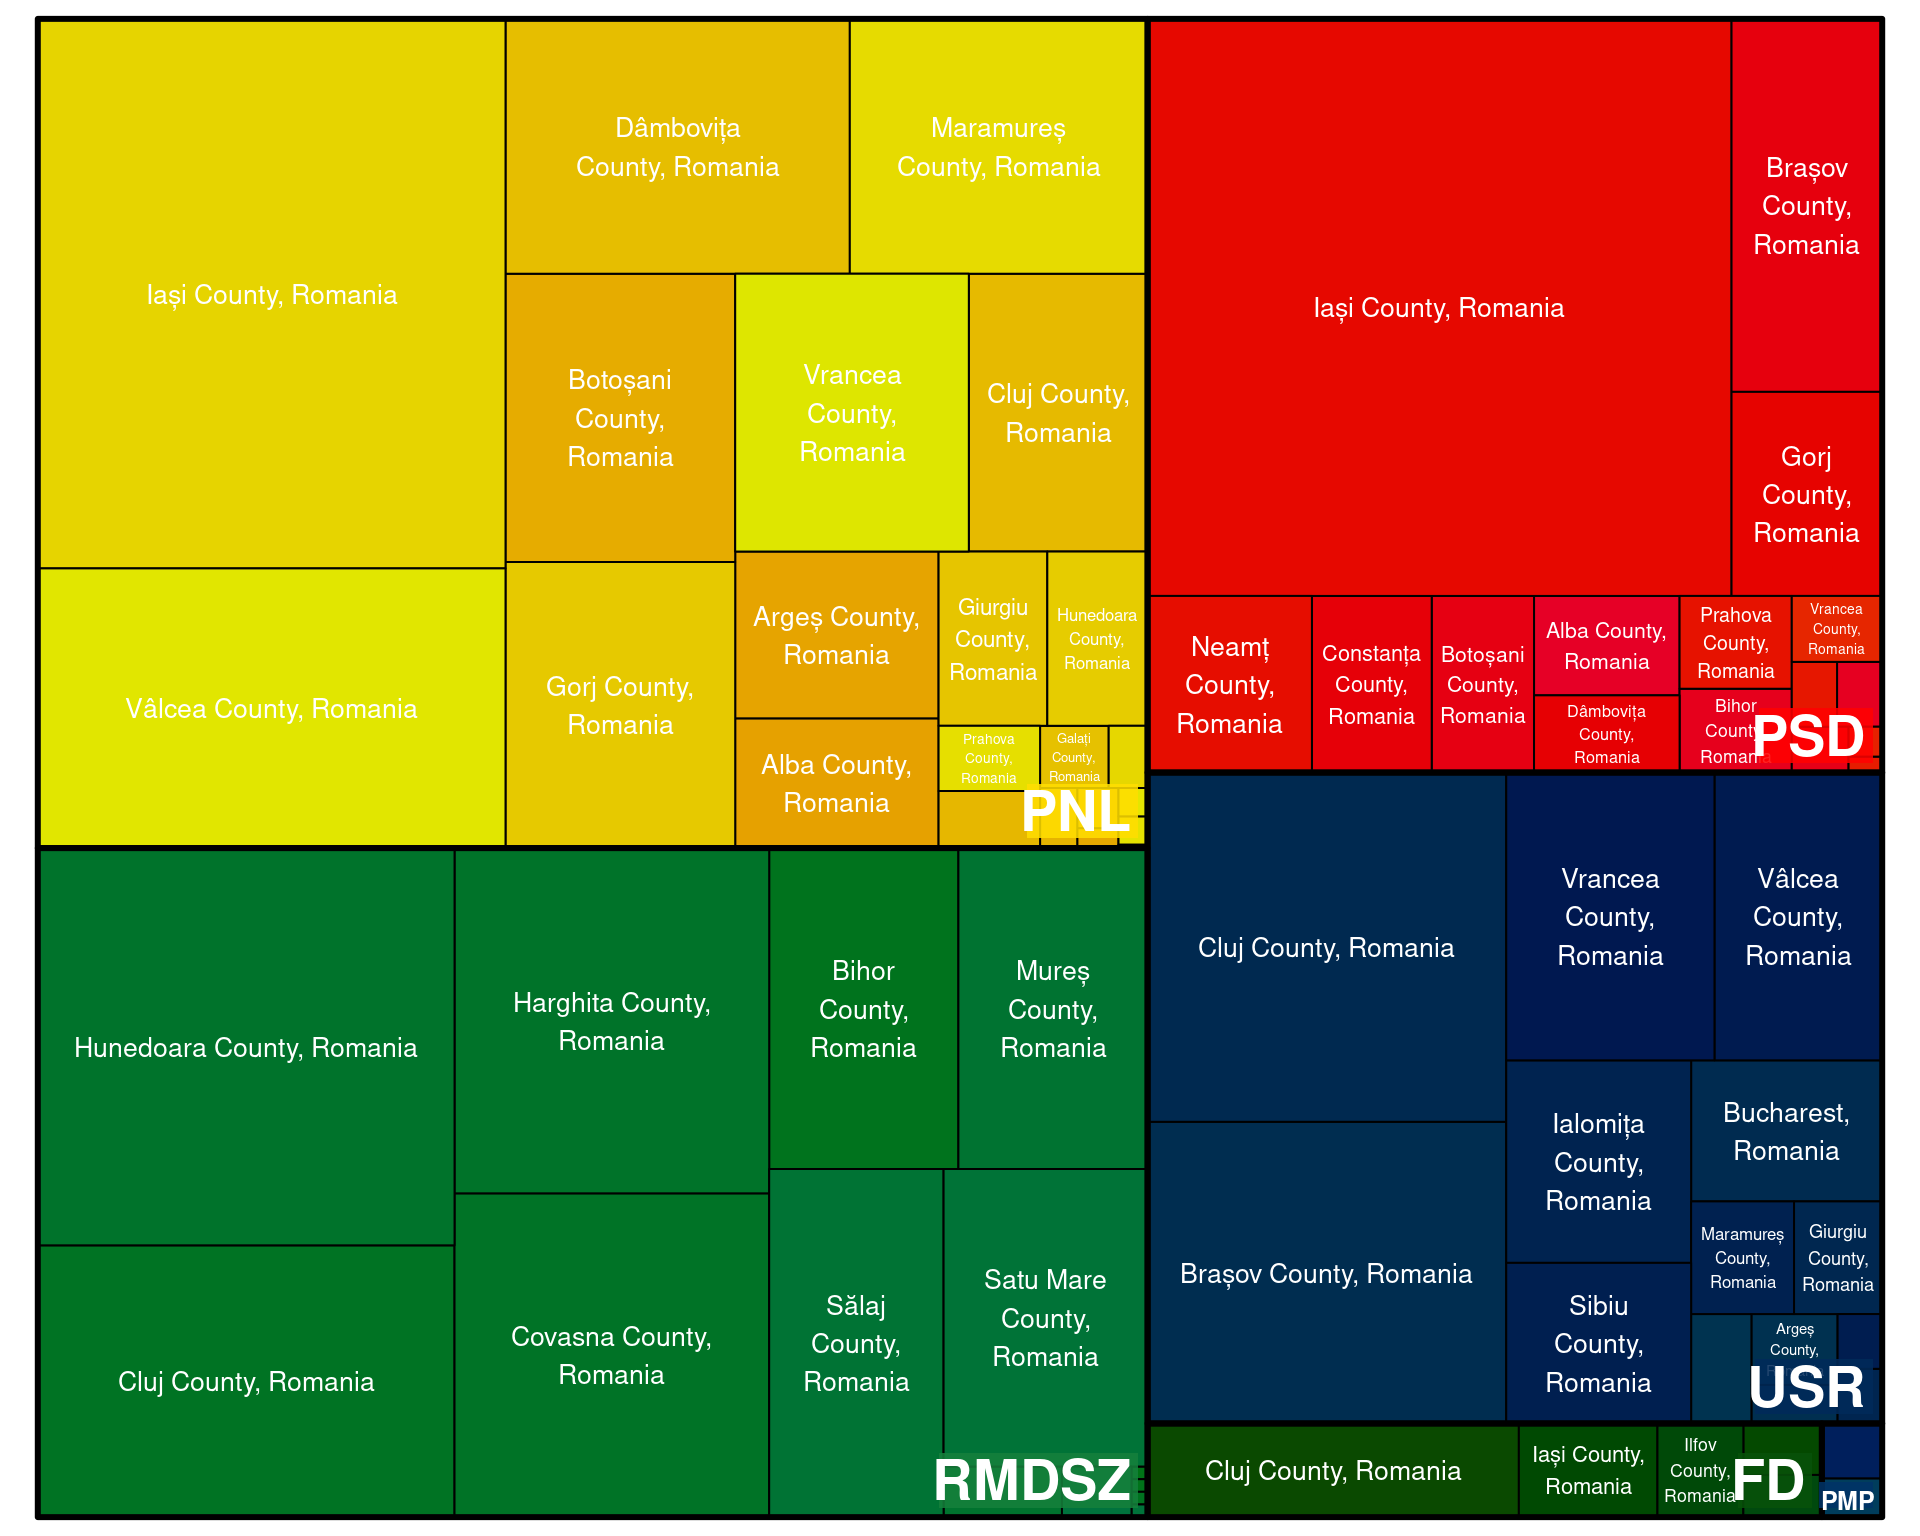 Iași County, Romania
Dâmbovița
County, Romania
Maramureș
County, Romania
Botoșani
County,
Romania
Vrancea
County,
Romania
Cluj County,
Romania
Vâlcea County, Romania
Gorj County,
Romania
Argeș County,
Romania
Giurgiu
County,
Romania
Hunedoara
County,
Romania
Alba County,
Romania
Prahova
County,
Romania
Galați
County,
Romania
PNL
Iași County, Romania
Brașov
County,
Romania
Gorj
County,
Romania
Neamț
County,
Romania
Constanța
County,
Romania
Botoșani
County,
Romania
Alba County,
Romania
Dâmbovița
County,
Romania
Prahova
County,
Romania
Vrancea
County,
Romania
Bihor
County,
Romania
PSD
Hunedoara County, Romania
Harghita County,
Romania
Bihor
County,
Romania
Mureș
County,
Romania
Cluj County, Romania
Covasna County,
Romania
Sălaj
County,
Romania
Satu Mare
County,
Romania
RMDSZ
Cluj County, Romania
Vrancea
County,
Romania
Vâlcea
County,
Romania
Brașov County, Romania
Ialomița
County,
Romania
Bucharest,
Romania
Maramureș
County,
Romania
Giurgiu
County,
Romania
Sibiu
County,
Romania
Argeș
County,
USR
Cluj County, Romania
Iași County,
Romania
Ilfov
County,
Romania
FD
PMP